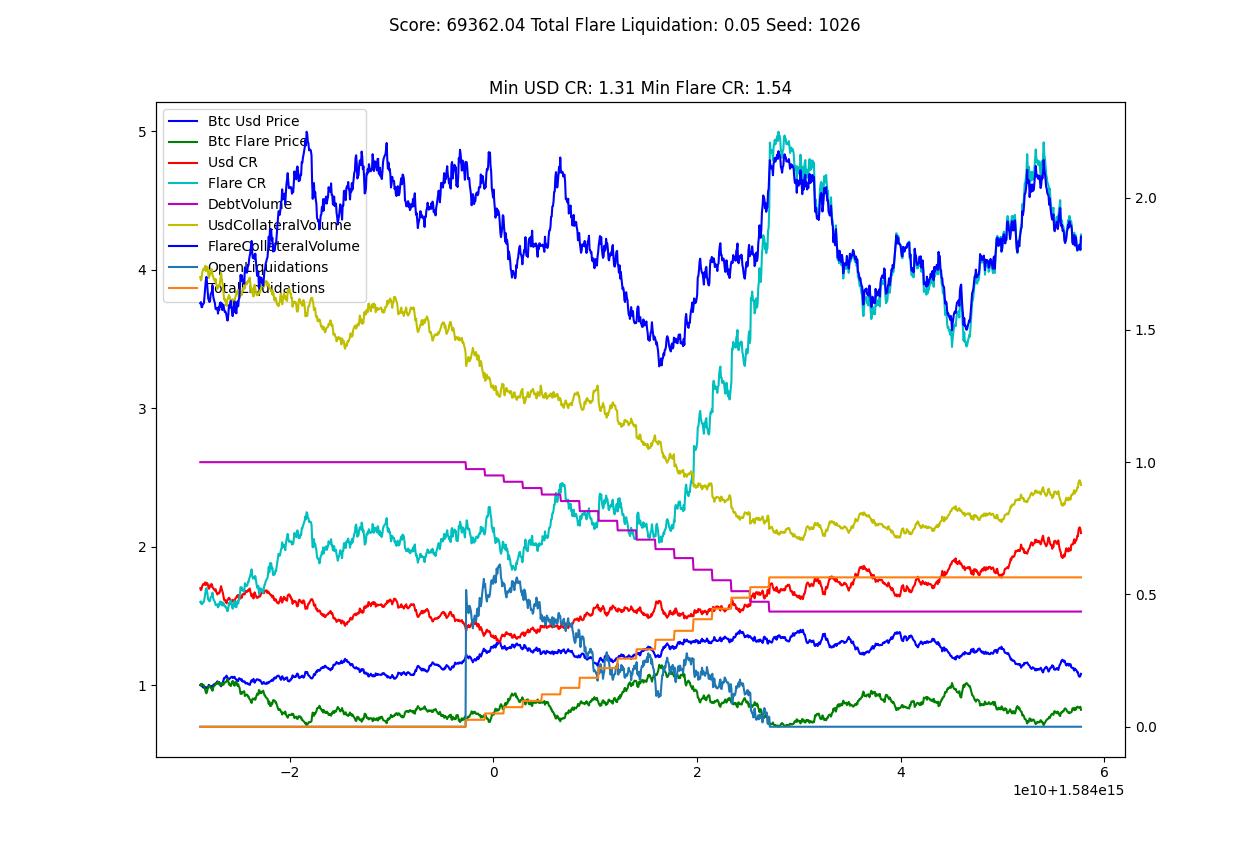 Score: 69362.04 Total Flare Liquidation: 0.05 Seed: 1026
Min USD CR: 1.31 Min Flare CR: 1.54
Btc Usd Price
Btc Flare Price
Usd CR
Flare CR
DebtVolume
UsdCollateralVolume
FlareCollateralVolume
OpenLiquidations
TotalLiquidations
5
4
3
2
1
2.0
1.5
1.0
0.5
0.0
−2
0
2
4
6
1e10+1.584e15